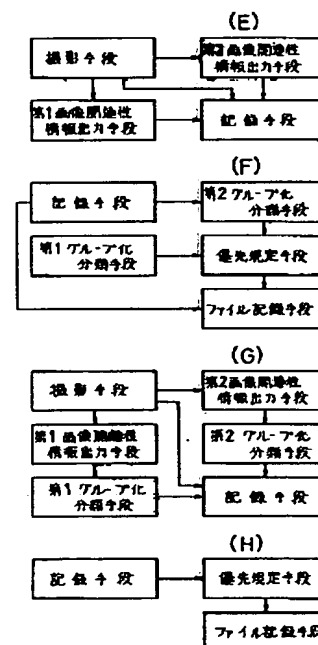 (E)
撮影手段
第2画像関連性
情報出力手段
第1画像関連性
情報出力手段
記録手段
(F)
記録手段
第2グループ化
分類手段
第1グループ化
分類手段
優先規定手段
ファイル記録手段
(G)
撮影手段
第2画像関連性
情報出力手段
第1画像関連性
情報出力手段
第2グループ化
分類手段
第1グループ化
分類手段
記録手段
(H)
記録手段
優先規定手段
ファイル記録手段